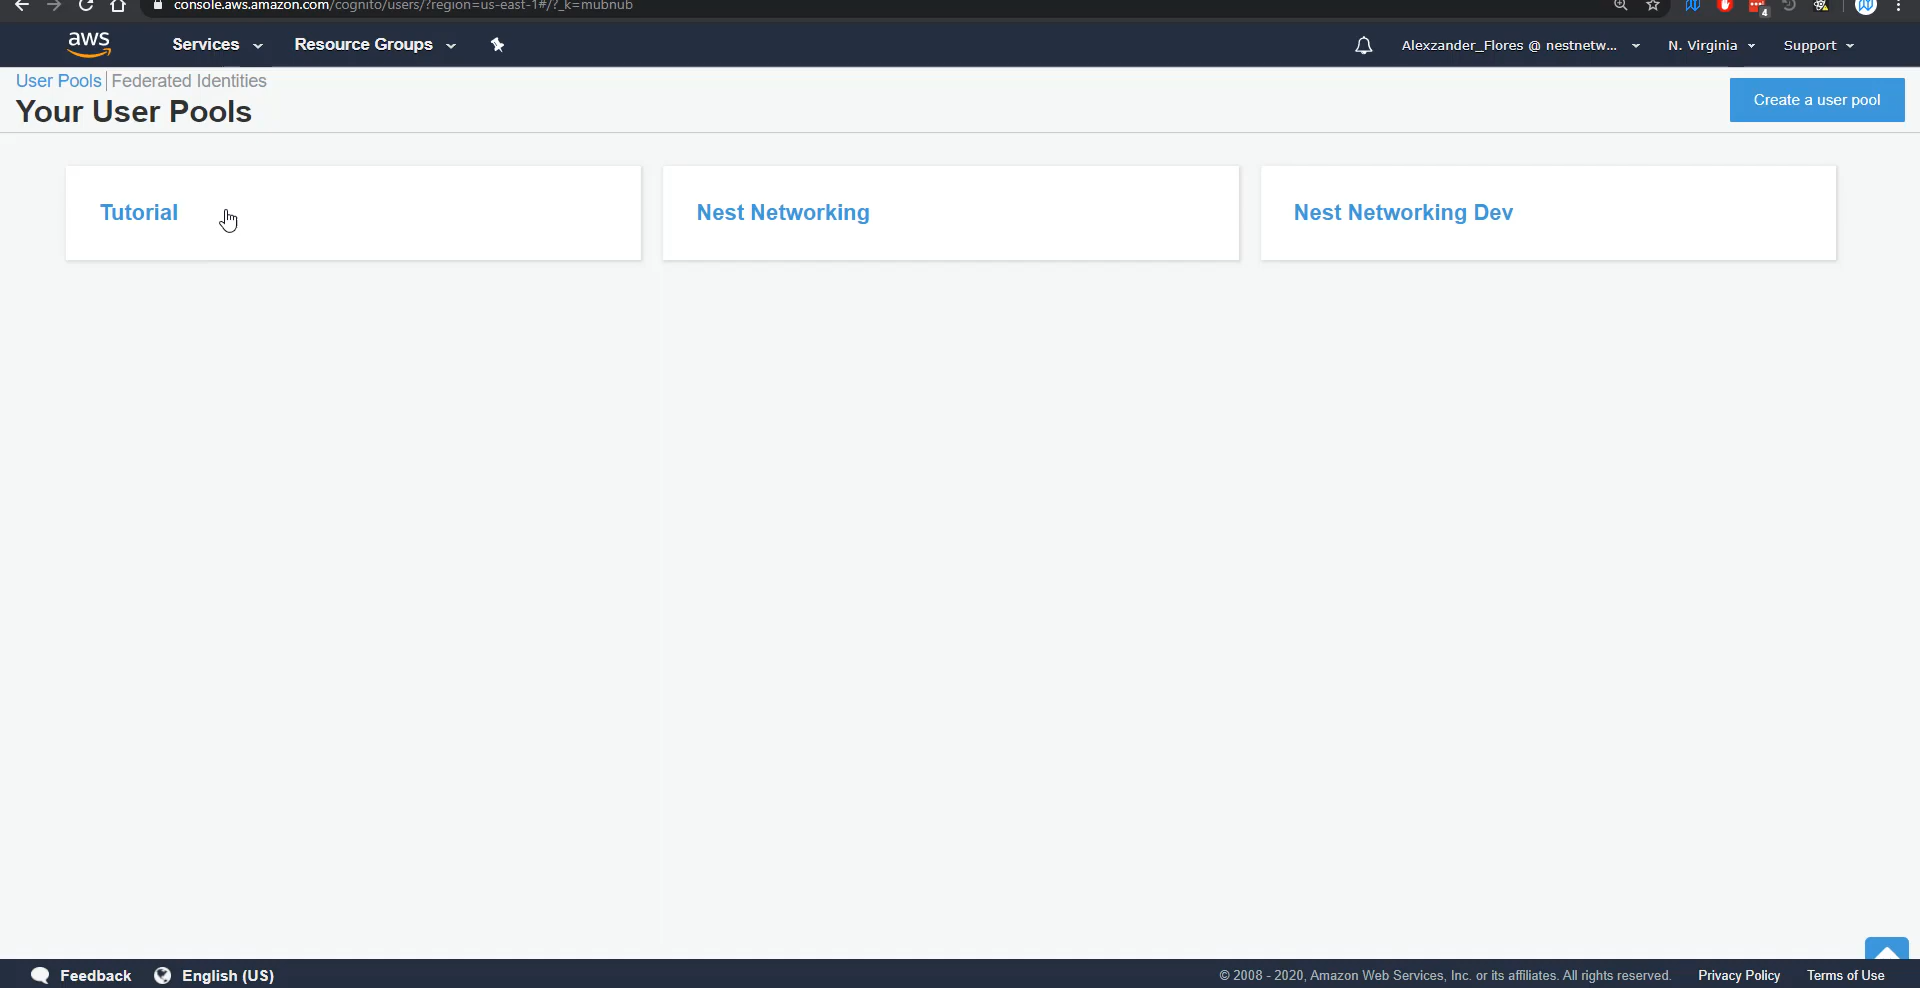 console.aws.amazon.com/cognito/users/?region=us-east-1#/?_k=mubnub
4
aws Services Resource Groups Alexzander_Flores @ nestnetw... N. Virginia Support
User Pools Federated Identities
Your User Pools
Create a user pool
Tutorial Nest Networking Nest Networking Dev
Feedback English (US) © 2008 - 2020, Amazon Web Services, Inc. or its affiliates. All rights reserved. Privacy Policy Terms of Use